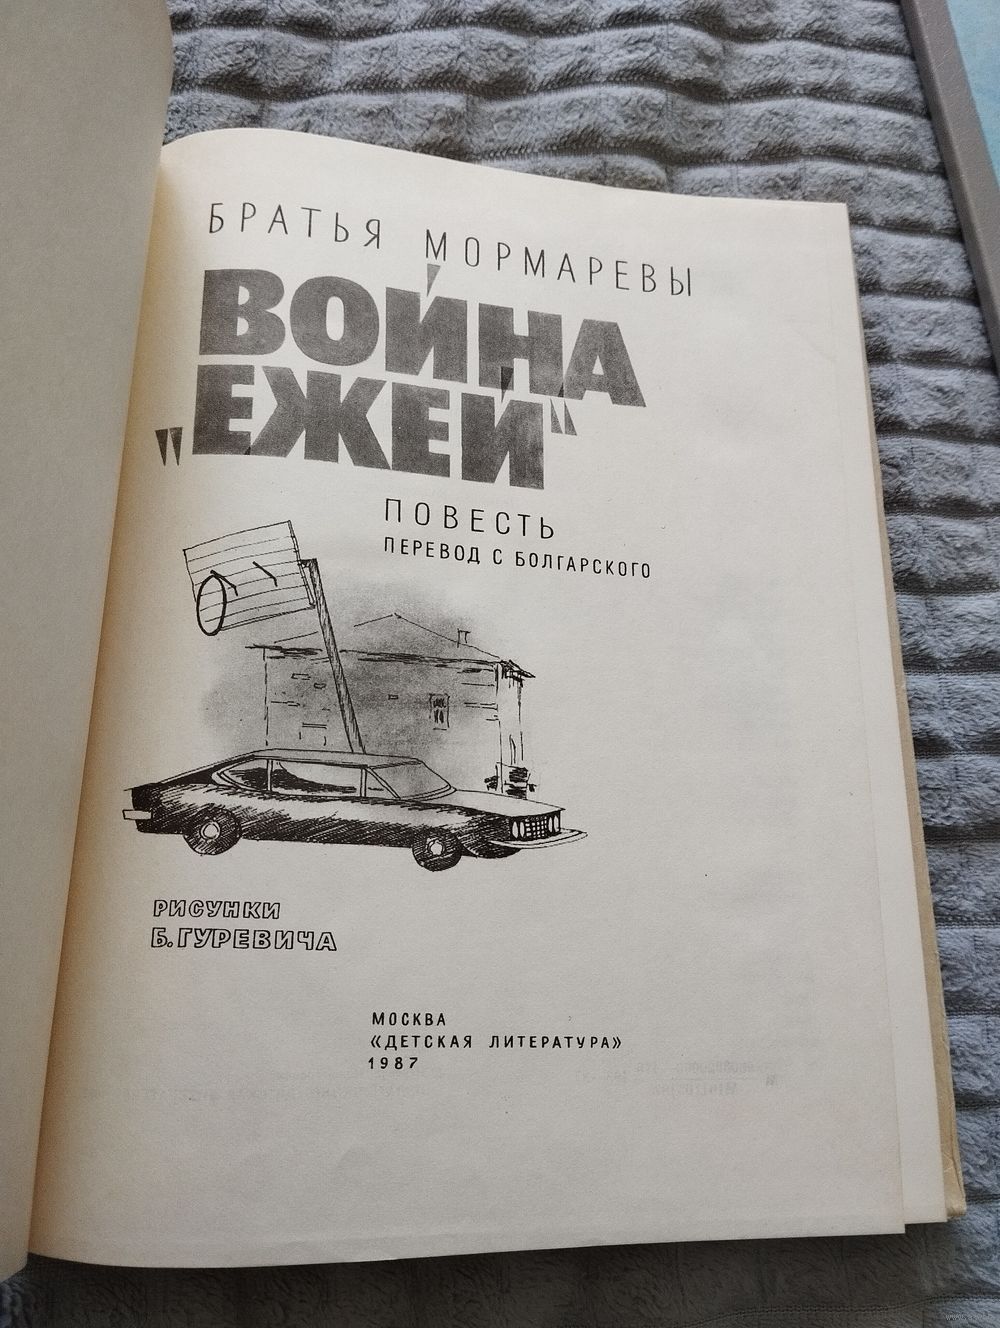 БРАТЬЯ МОРМАРЕВЫ
ВОЙНА
"ЕЖЕЙ"
ПОВЕСТЬ
ПЕРЕВОД С БОЛГАРСКОГО
РИСУНКИ
Б. ГУРЕВИЧА
МОСКВА
«ДЕТСКАЯ ЛИТЕРАТУРА»
1987